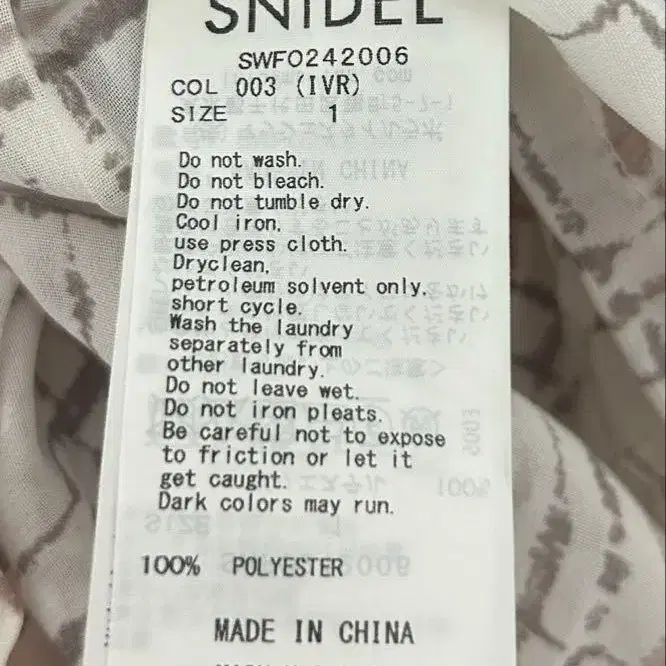 SNIDEL
SWFO242006
COL 003 (IVR)
SIZE 1
Do not wash.
Do not bleach.
Do not tumble dry.
Cool iron.
use press cloth.
Dryclean,
petroleum solvent only.
short cycle.
Wash the laundry
separately from
other laundry.
Do not leave wet.
Do not iron pleats.
Be careful not to expose
to friction or let it
get caught.
Dark colors may run.
100% POLYESTER
MADE IN CHINA